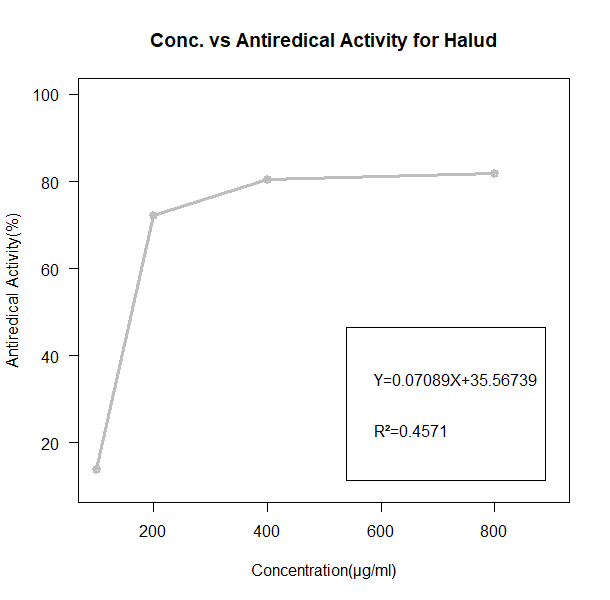 Conc. vs Antiredical Activity for Halud
100
80
60
40
20
Antiredical Activity(%)
Y=0.07089X+35.56739
R²=0.4571
200 400 600 800
Concentration(µg/ml)